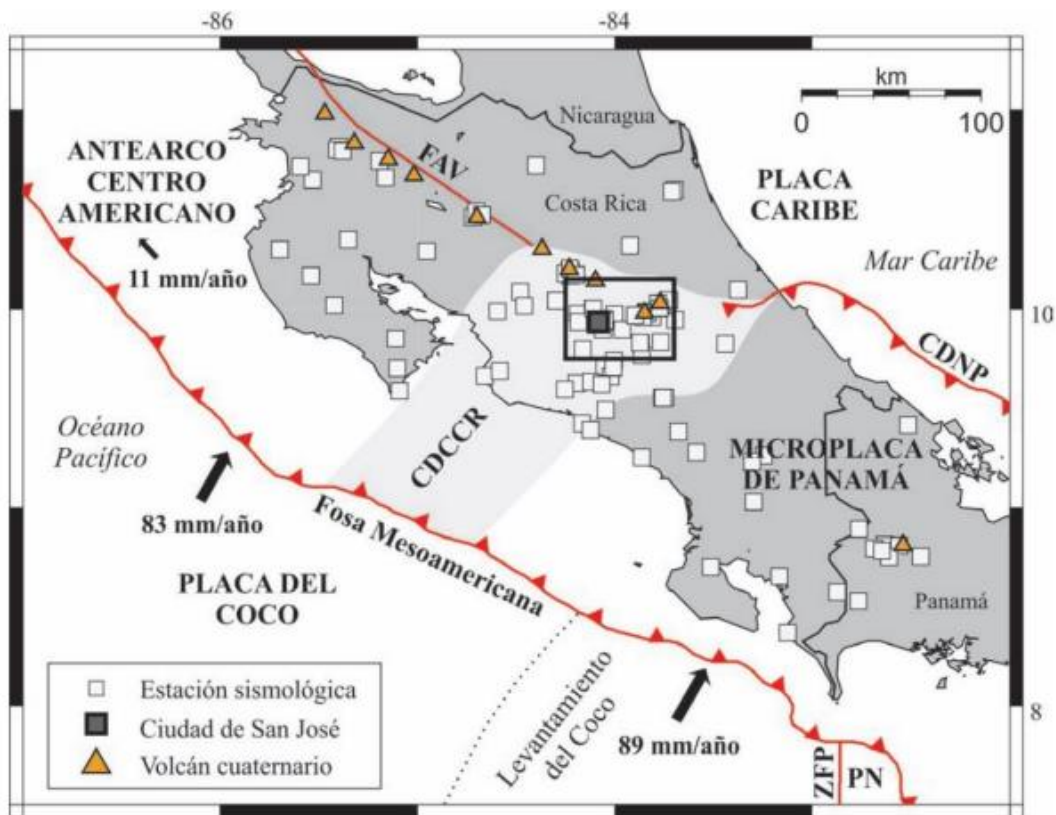 -86
-84
km
0
100
Nicaragua
ANTEARCO
CENTRO
AMERICANO
11 mm/año
FAV
Costa Rica
PLACA
CARIBE
Mar Caribe
10
CDNP
Océano
Pacífico
CDCCR
MICROPLACA
DE PANAMÁ
83 mm/año
Fosa Mesoamericana
PLACA DEL
COCO
Panamá
Estación sismológica
Ciudad de San José
Volcán cuaternario
Levantamiento
del Coco
89 mm/año
8
ZFP
PN